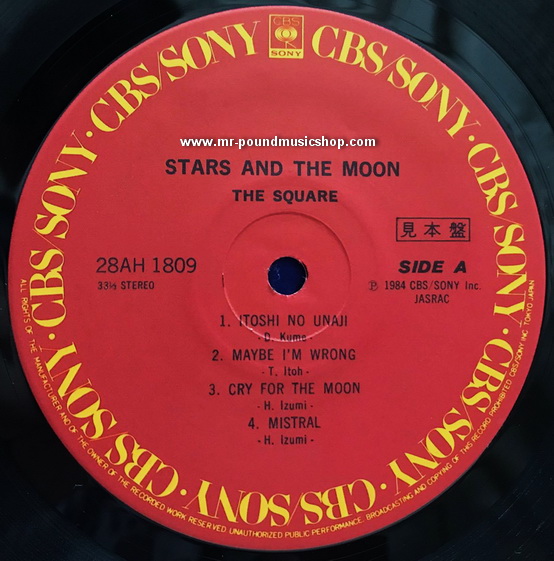 CBS
SONY
CBS/SONY · CBS/SONY · CBS/SONY · CBS/SONY · CBS/SONY · CBS/SONY · CBS/SONY · CBS/SONY
www.mr-poundmusicshop.com
STARS AND THE MOON
THE SQUARE
見本盤
28AH 1809
SIDE A
33⅓ STEREO
Ⓟ 1984 CBS/SONY Inc.
JASRAC
1. ITOSHI NO UNAJI
- D. Kume -
2. MAYBE I'M WRONG
- T. Itoh -
3. CRY FOR THE MOON
- H. Izumi -
4. MISTRAL
- H. Izumi -
ALL RIGHTS OF THE MANUFACTURER AND OF THE OWNER OF THE RECORDED WORK RESERVED. UNAUTHORIZED PUBLIC PERFORMANCE. BROADCASTING AND COPYING OF THIS RECORD PROHIBITED CBS/SONY INC. TOKYO JAPAN